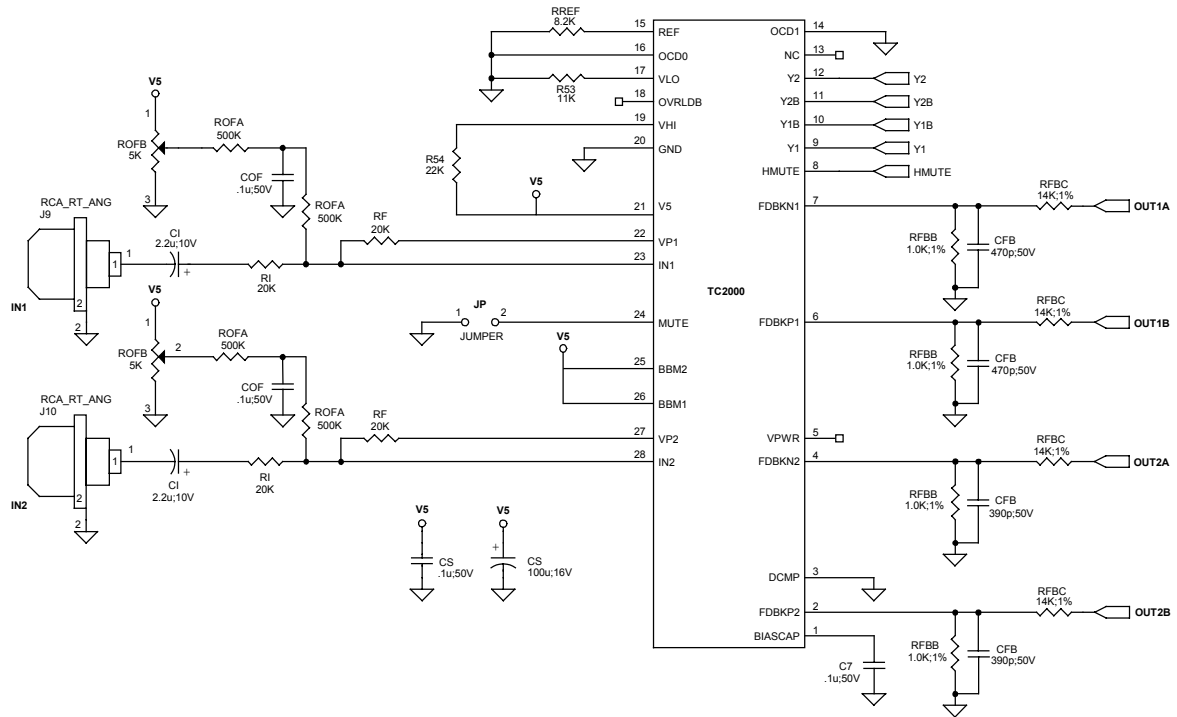 RREF
8.2K
15
REF
16
OCD0
17
VLO
R53
11K
18
OVRLDB
19
VHI
20
GND
R54
22K
V5
21
V5
22
VP1
23
IN1
24
MUTE
25
BBM2
26
BBM1
27
VP2
28
IN2
TC2000
OCD1
14
NC
13
Y2
12
Y2
Y2B
11
Y2B
Y1B
10
Y1B
Y1
9
Y1
HMUTE
8
HMUTE
FDBKN1
7
FDBKP1
6
VPWR
5
FDBKN2
4
DCMP
3
FDBKP2
2
BIASCAP
1
C7
.1u;50V
V5
1
ROFB
5K
3
ROFA
500K
COF
.1u;50V
ROFA
500K
RF
20K
RCA_RT_ANG
J9
1
1
2
2
IN1
CI
2.2u;10V
+
RI
20K
V5
1
ROFB
5K
2
3
ROFA
500K
COF
.1u;50V
ROFA
500K
RF
20K
RCA_RT_ANG
J10
1
1
2
2
IN2
CI
2.2u;10V
+
RI
20K
1
JP
2
JUMPER
V5
V5
CS
.1u;50V
V5
+
CS
100u;16V
RFBC
14K;1%
OUT1A
RFBB
1.0K;1%
CFB
470p;50V
RFBC
14K;1%
OUT1B
RFBB
1.0K;1%
CFB
470p;50V
RFBC
14K;1%
OUT2A
RFBB
1.0K;1%
CFB
390p;50V
RFBC
14K;1%
OUT2B
RFBB
1.0K;1%
CFB
390p;50V